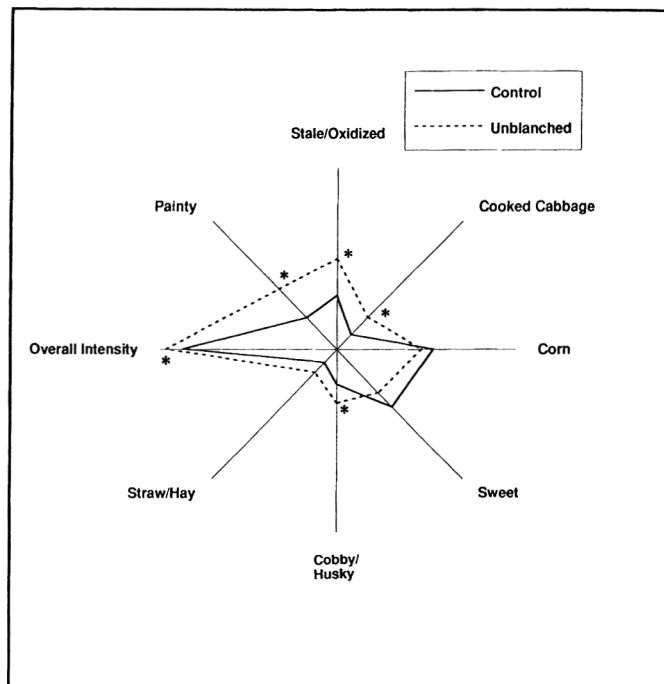 Control
Unblanched
Stale/Oxidized
Painty
Cooked Cabbage
*
*
*
Overall Intensity
Corn
*
*
Straw/Hay
Sweet
Cobby/
Husky